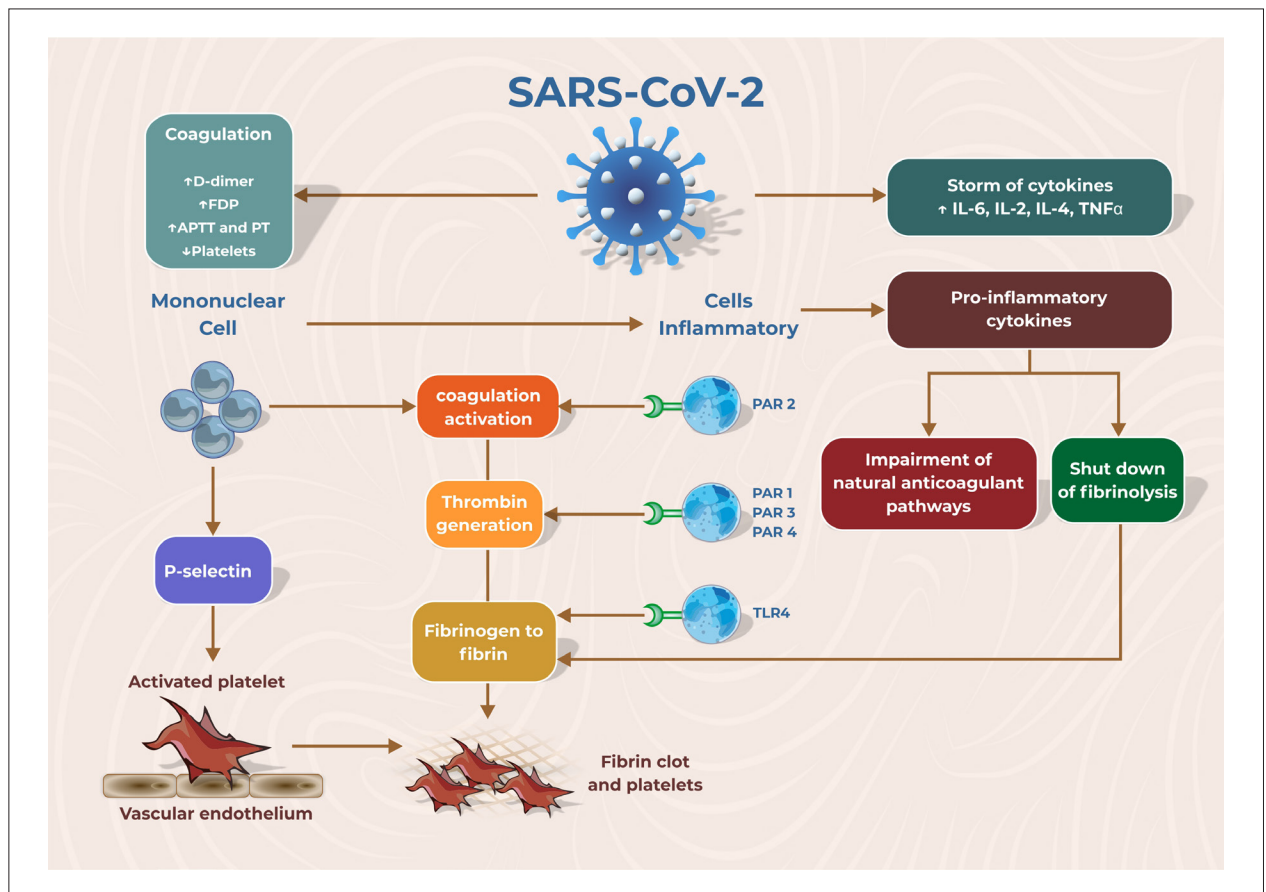 SARS-CoV-2
Coagulation
↑D-dimer
↑FDP
↑APTT and PT
↓Platelets
Storm of cytokines
↑ IL-6, IL-2, IL-4, TNFα
Mononuclear
Cell
Cells
Inflammatory
Pro-inflammatory
cytokines
coagulation
activation
PAR 2
Impairment of
natural anticoagulant
pathways
Shut down
of fibrinolysis
Thrombin
generation
PAR 1
PAR 3
PAR 4
P-selectin
Fibrinogen to
fibrin
TLR4
Activated platelet
Vascular endothelium
Fibrin clot
and platelets